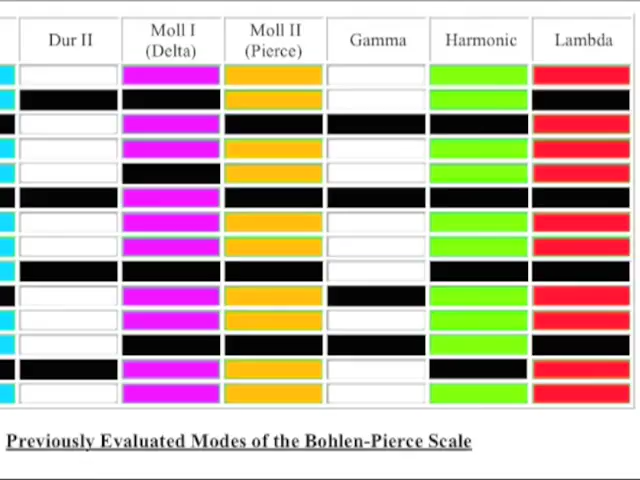 Dur II
Moll I
(Delta)
Moll II
(Pierce)
Gamma
Harmonic
Lambda
Previously Evaluated Modes of the Bohlen-Pierce Scale